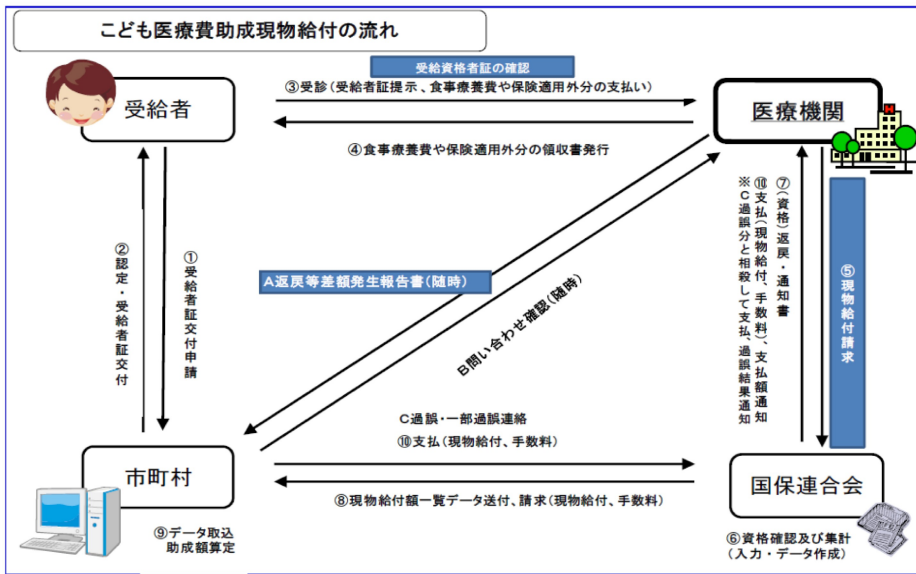 こども医療費助成現物給付の流れ
受給資格者証の確認
受給者
③受診(受給者証提示、食事療養費や保険適用外分の支払い)
医療機関
H
④食事療養費や保険適用外分の領収書発行
②認定・受給者証交付
①受給者証交付申請
A返戻等差額発生報告書(随時)
B問い合わせ確認(随時)
⑦(資格)返戻・通知書
⑩支払(現物給付、手数料)、支払額通知
※C過誤分と相殺して支払、過誤結果通知
⑤現物給付請求
C過誤・一部過誤連絡
⑩支払(現物給付、手数料)
市町村
国保連合会
⑧現物給付額一覧データ送付、請求(現物給付、手数料)
⑨データ取込
助成額算定
⑥資格確認及び集計
(入力・データ作成)